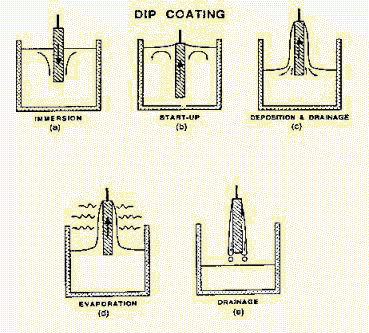 DIP COATING
IMMERSION
(a)
START-UP
(b)
DEPOSITION & DRAINAGE
(c)
EVAPORATION
(d)
DRAINAGE
(e)